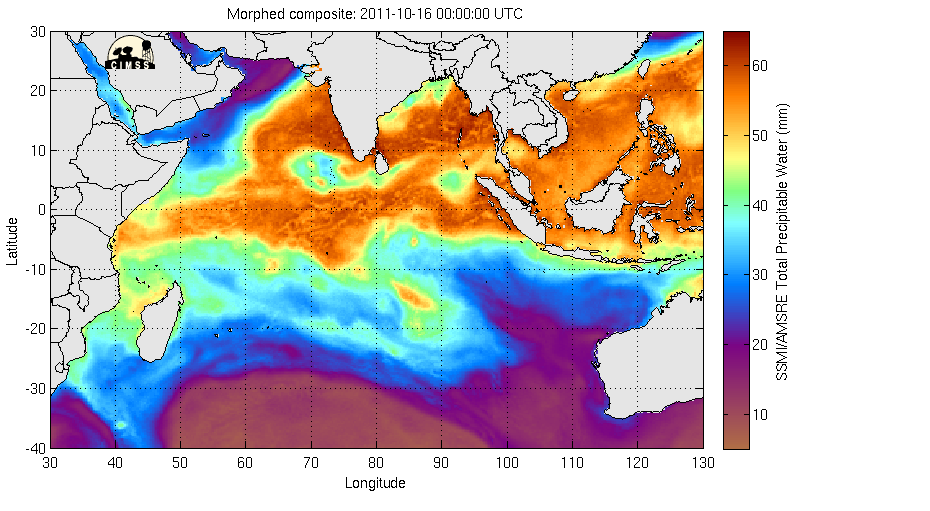 Morphed composite: 2011-10-16 00:00:00 UTC
CIMSS
30
20
10
0
-10
-20
-30
-40
Latitude
30 40 50 60 70 80 90 100 110 120 130
Longitude
60
50
40
30
20
10
SSMI/AMSRE Total Precipitable Water (mm)